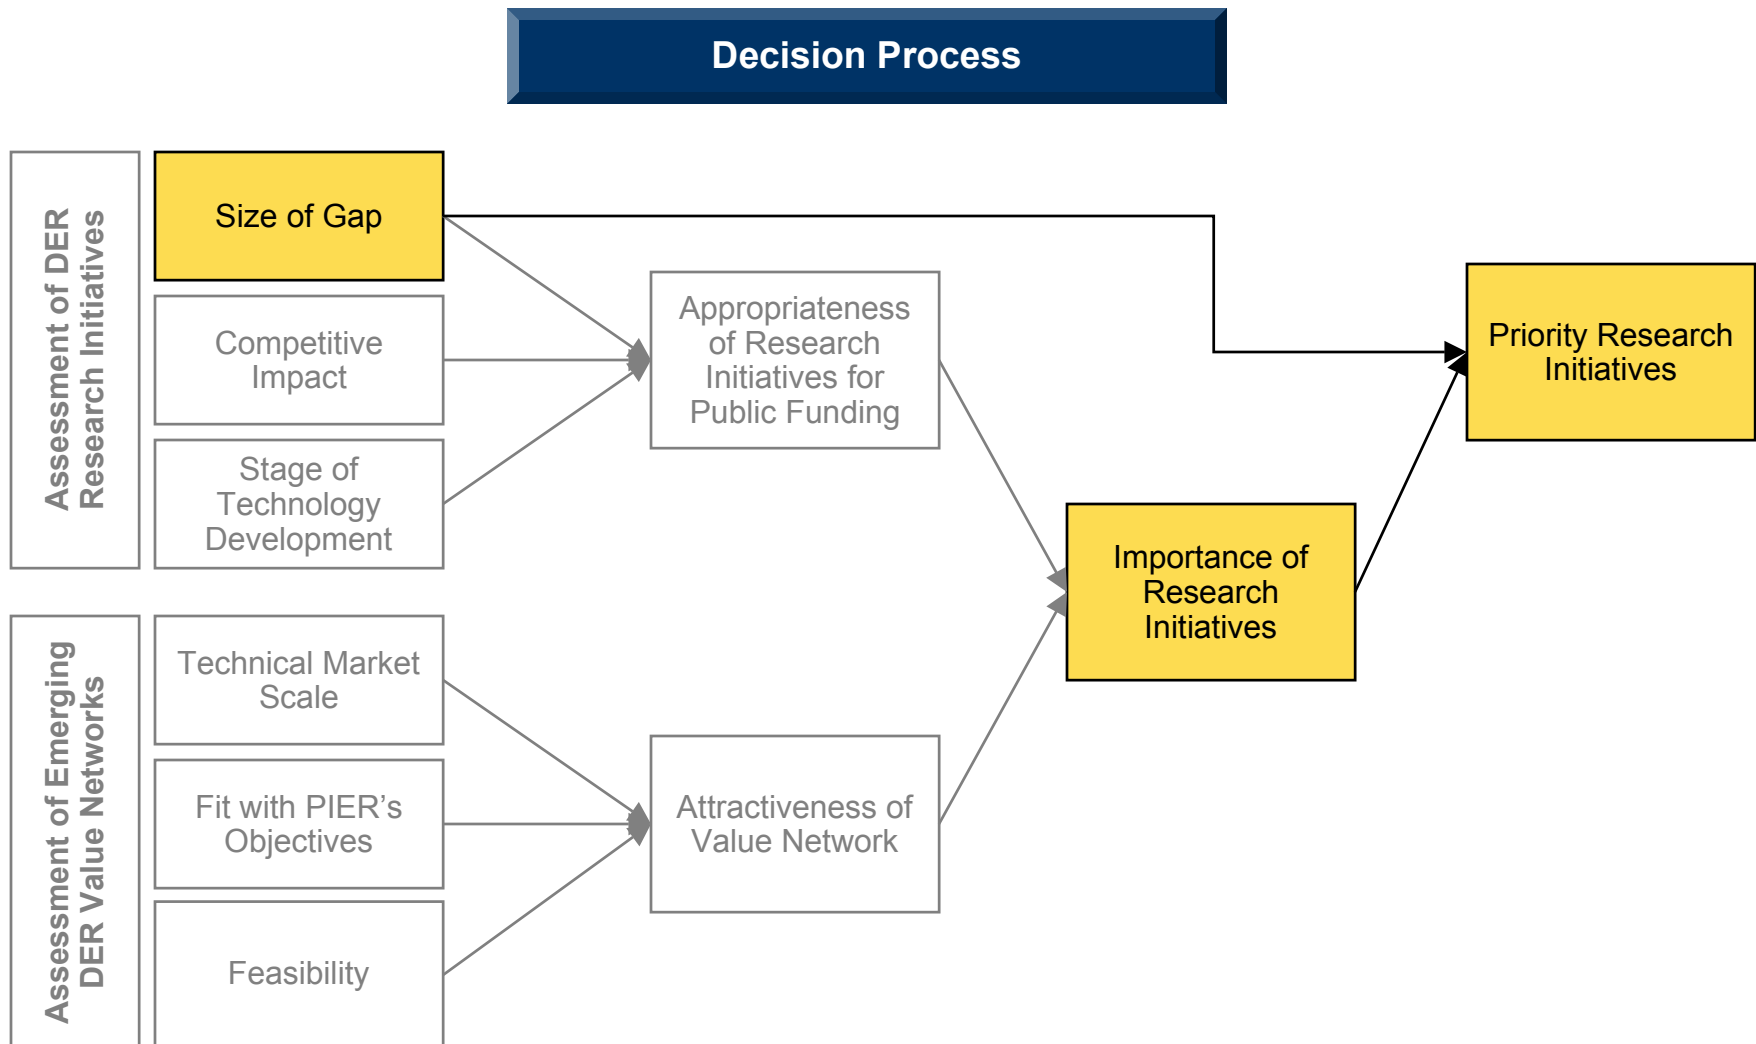 Decision Process
Assessment of DER
Research Initiatives
Size of Gap
Competitive
Impact
Stage of
Technology
Development
Appropriateness
of Research
Initiatives for
Public Funding
Priority Research
Initiatives
Importance of
Research
Initiatives
Assessment of Emerging
DER Value Networks
Technical Market
Scale
Fit with PIER’s
Objectives
Feasibility
Attractiveness of
Value Network